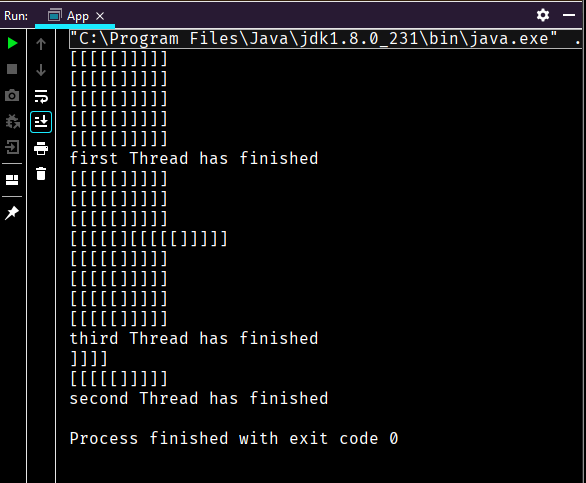 Run: App ×
"C:\Program Files\Java\jdk1.8.0_231\bin\java.exe" .
[[[[[]]]]]
[[[[[]]]]]
[[[[[]]]]]
[[[[[]]]]]
[[[[[]]]]]
first Thread has finished
[[[[[]]]]]
[[[[[]]]]]
[[[[[]]]]]
[[[[[][[[[[]]]]]
[[[[[]]]]]
[[[[[]]]]]
[[[[[]]]]]
[[[[[]]]]]
third Thread has finished
]]]]
[[[[[]]]]]
second Thread has finished
Process finished with exit code 0